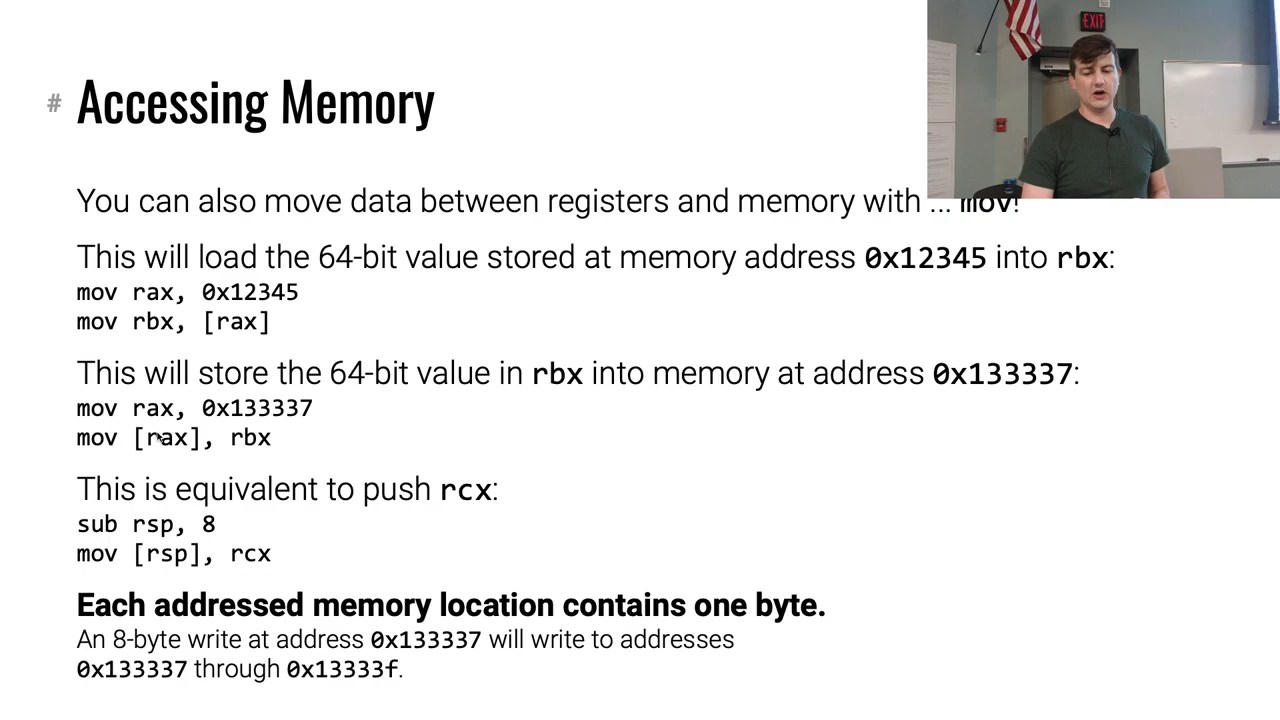 # Accessing Memory
EXIT
You can also move data between registers and memory with ... mov!
This will load the 64-bit value stored at memory address 0x12345 into rbx:
mov rax, 0x12345
mov rbx, [rax]
This will store the 64-bit value in rbx into memory at address 0x133337:
mov rax, 0x133337
mov [rax], rbx
This is equivalent to push rcx:
sub rsp, 8
mov [rsp], rcx
Each addressed memory location contains one byte.
An 8-byte write at address 0x133337 will write to addresses
0x133337 through 0x13333f.